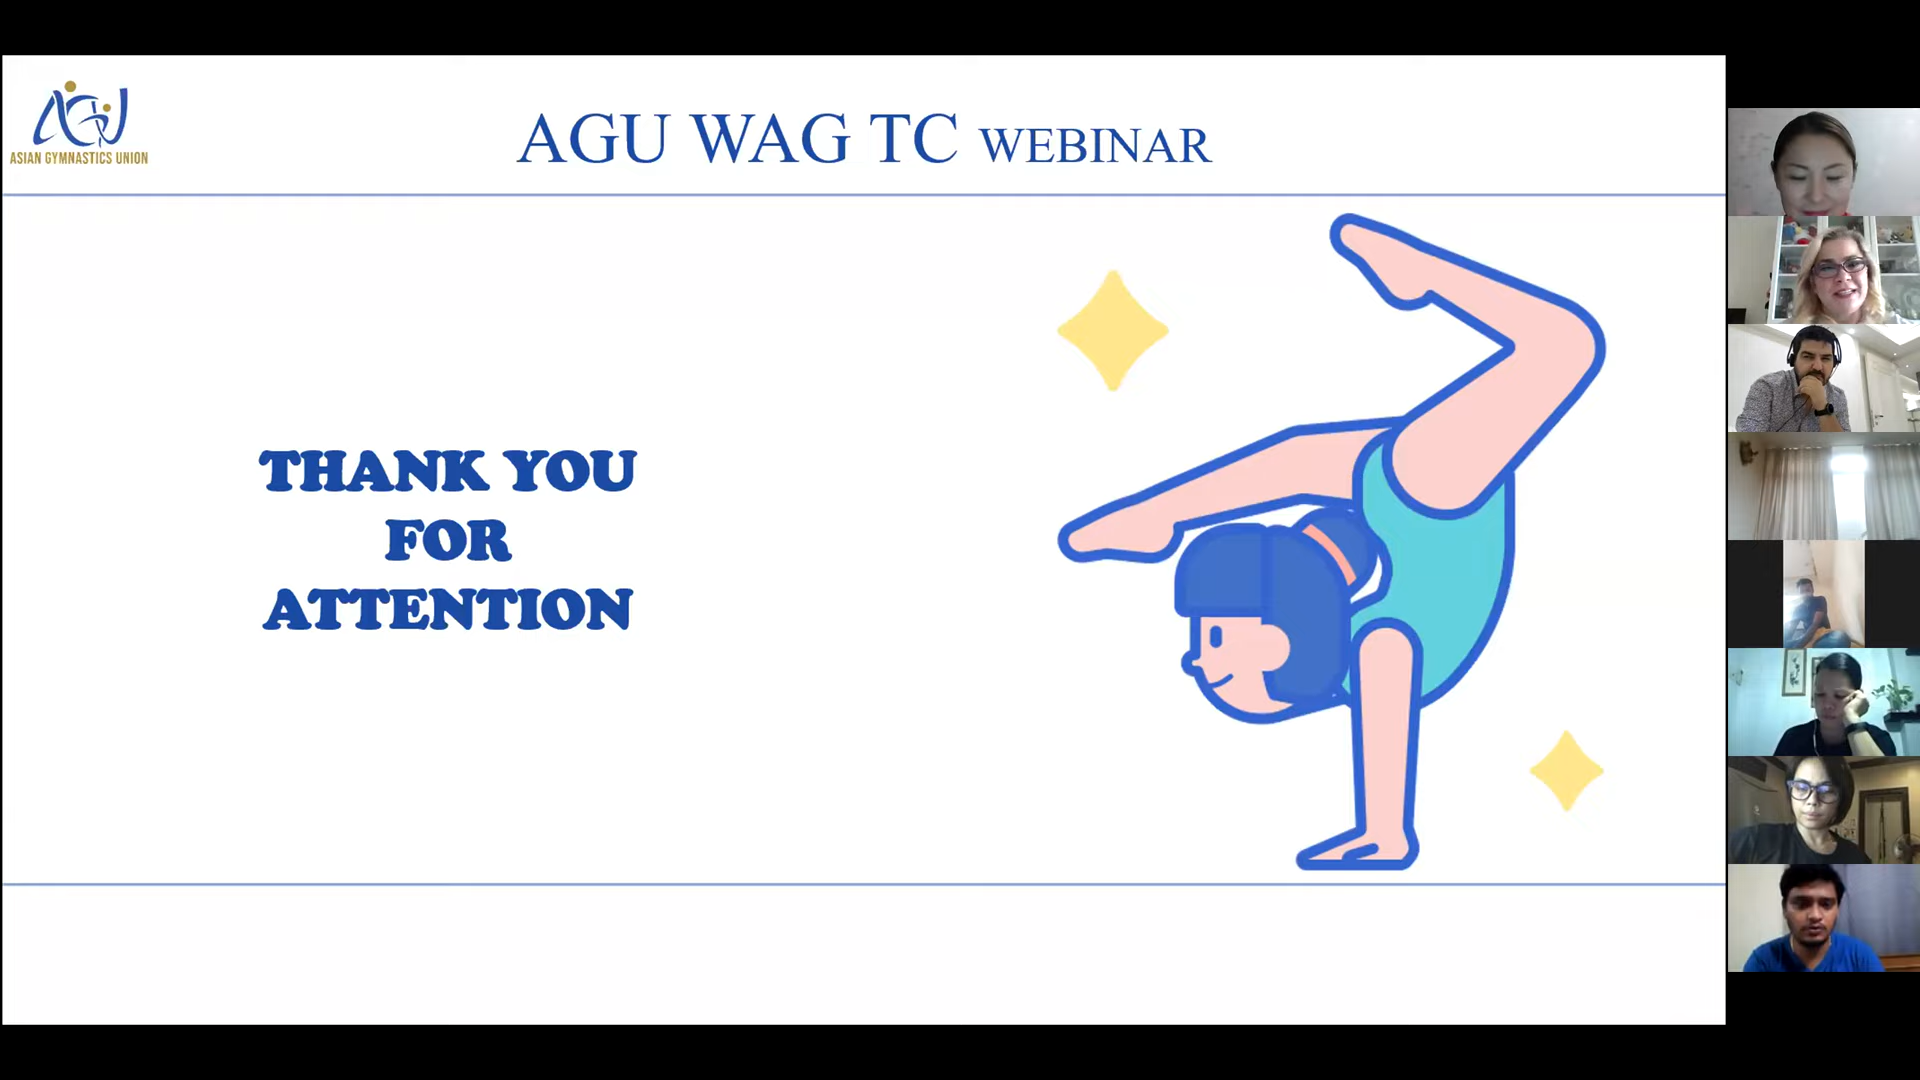 ASIAN GYMNASTICS UNION
AGU WAG TC WEBINAR
THANK YOU
FOR
ATTENTION